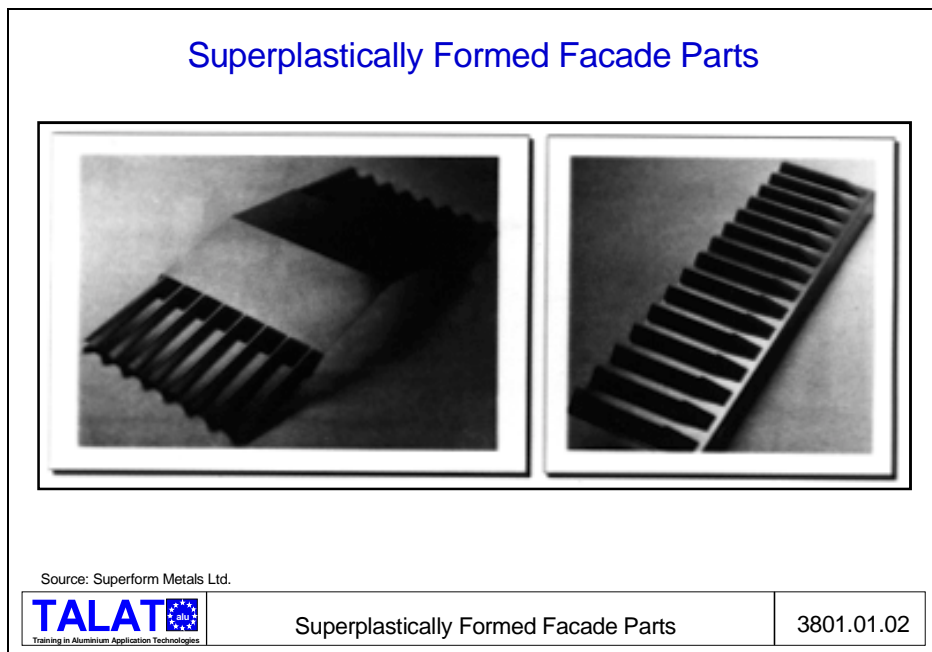 Superplastically Formed Facade Parts
Source: Superform Metals Ltd.
TALAT
alu
Training in Aluminium Application Technologies
Superplastically Formed Facade Parts
3801.01.02